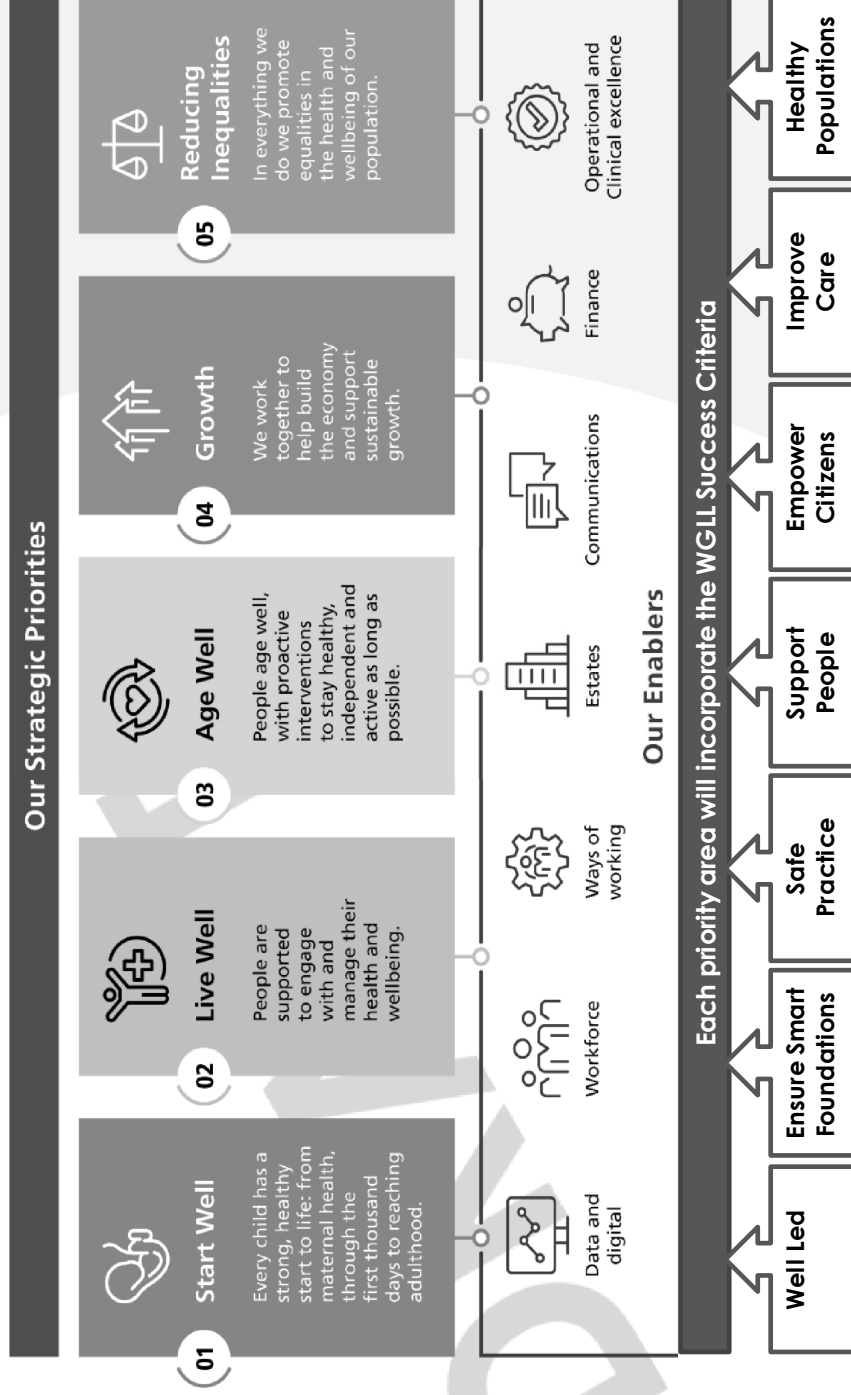 Our Strategic Priorities
01
Start Well
Every child has a
strong, healthy
start to life: from
maternal health,
through the
first thousand
days to reaching
adulthood.
02
Live Well
People are
supported
to engage
with and
manage their
health and
wellbeing.
03
Age Well
People age well,
with proactive
interventions
to stay healthy,
independent and
active as long as
possible.
04
Growth
We work
together to
help build
the economy
and support
sustainable
growth.
05
Reducing
Inequalities
In everything we
do we promote
equalities in
the health and
wellbeing of our
population.
Data and
digital
Workforce
Ways of
working
Estates
Communications
Finance
Operational and
Clinical excellence
Our Enablers
Each priority area will incorporate the WGLL Success Criteria
Well Led
Ensure Smart
Foundations
Safe
Practice
Support
People
Empower
Citizens
Improve
Care
Healthy
Populations